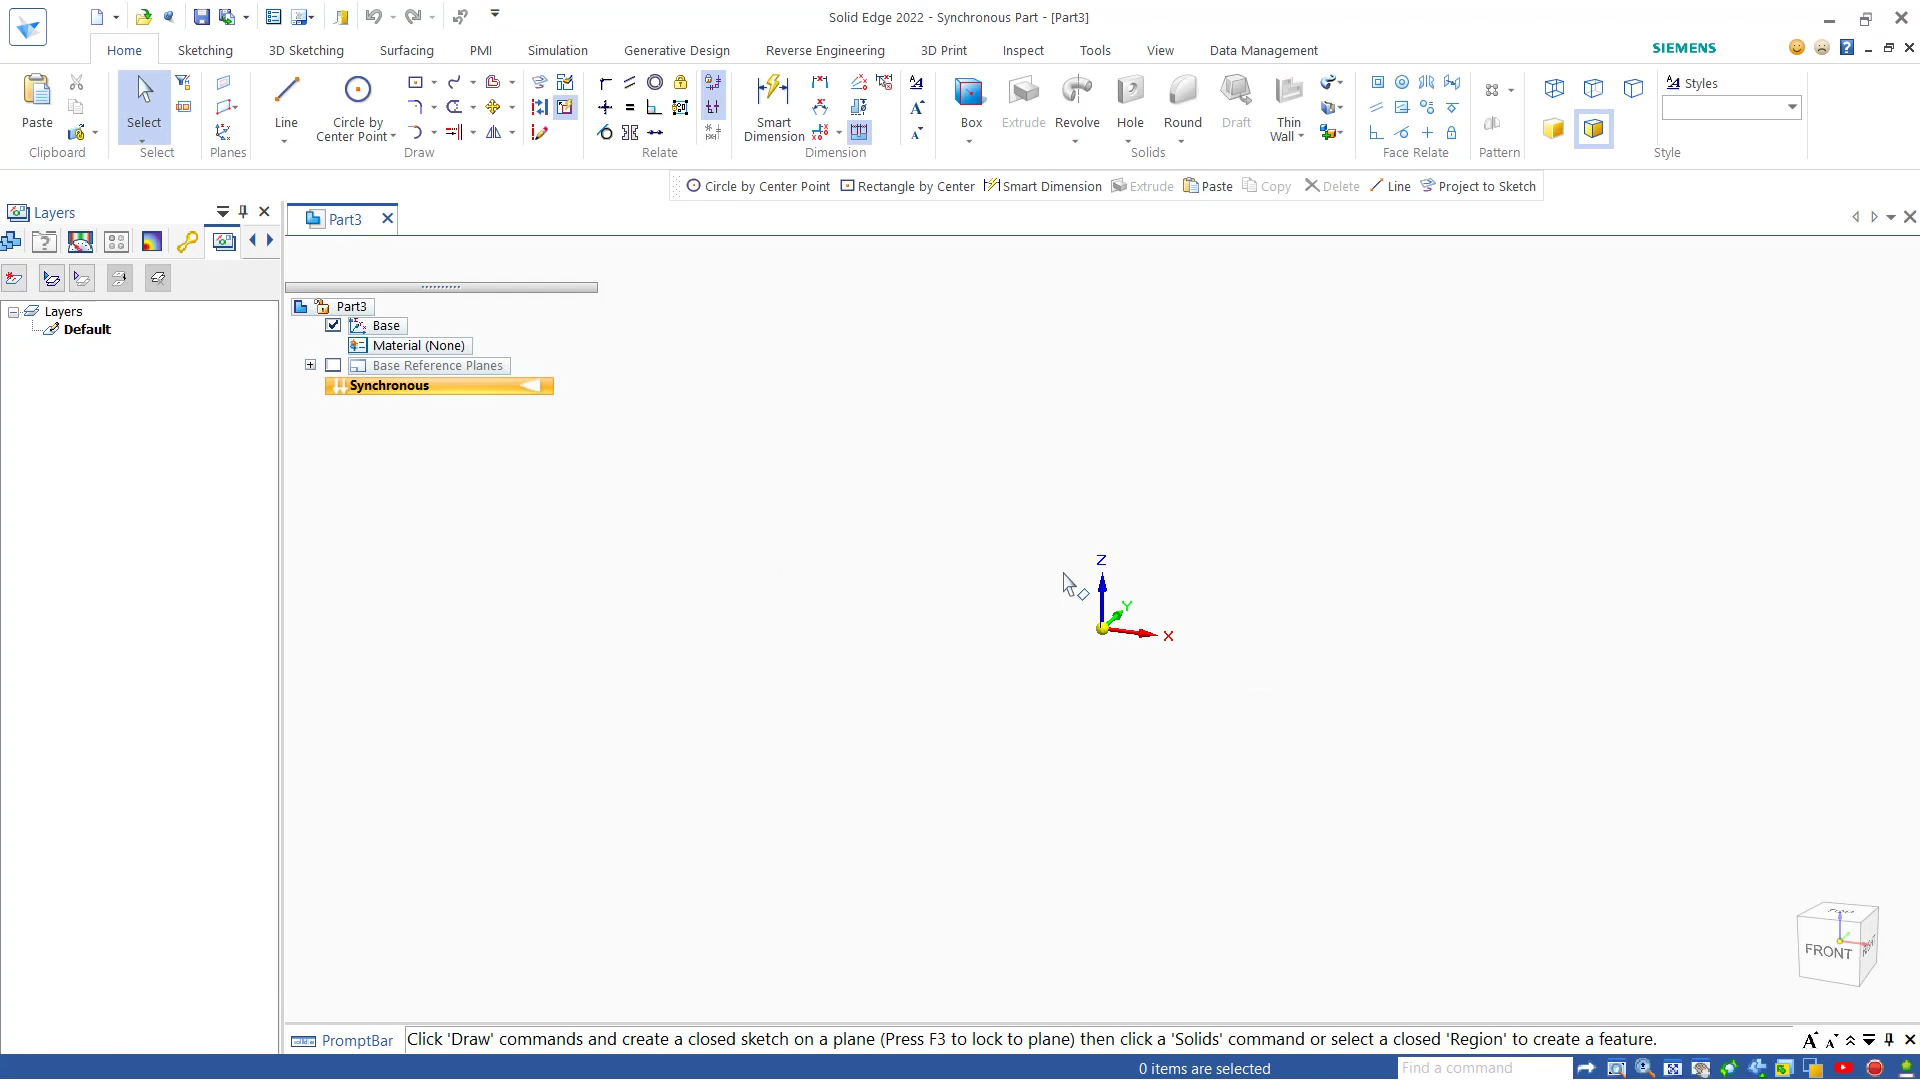 Solid Edge 2022 - Synchronous Part - [Part3]
Home
Sketching
3D Sketching
Surfacing
PMI
Simulation
Generative Design
Reverse Engineering
3D Print
Inspect
Tools
View
Data Management
SIEMENS
Paste
Clipboard
Select
Select
Planes
Line
Circle by
Center Point
Draw
Relate
Smart
Dimension
Dimension
Box
Extrude
Revolve
Hole
Round
Draft
Thin
Wall
Solids
Face Relate
Pattern
Styles
Style
Circle by Center Point
Rectangle by Center
Smart Dimension
Extrude
Paste
Copy
Delete
Line
Project to Sketch
Layers
Part3
Layers
Default
Part3
Base
Material (None)
Base Reference Planes
Synchronous
Z
Y
X
FRONT
PromptBar
Click 'Draw' commands and create a closed sketch on a plane (Press F3 to lock to plane) then click a 'Solids' command or select a closed 'Region' to create a feature.
0 items are selected
Find a command